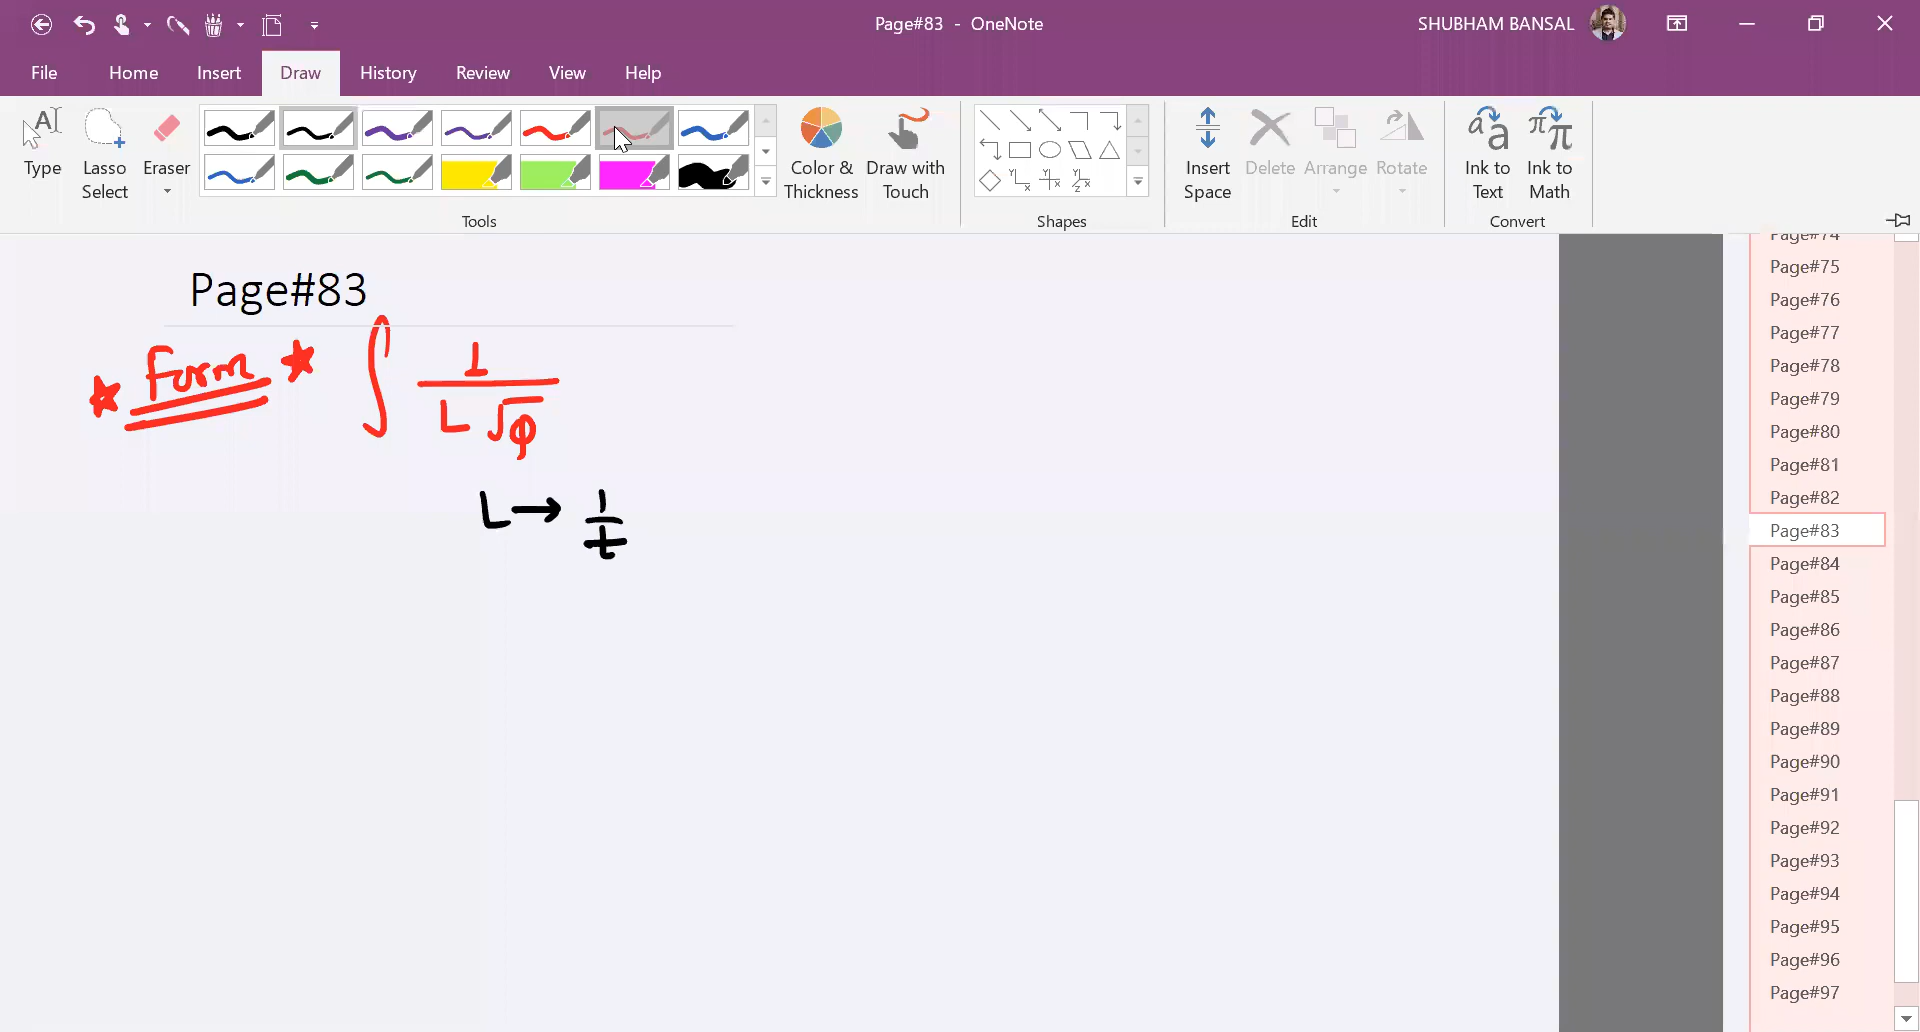 Page#83 - OneNote
SHUBHAM BANSAL
File Home Insert Draw History Review View Help
Type
Lasso Select
Eraser
Color & Thickness
Draw with Touch
Insert Space
Delete
Arrange
Rotate
Ink to Text
Ink to Math
Tools
Shapes
Edit
Convert
Page#83
★ Form ★ ∫ 1 / (L √φ)
L → 1/t
Page#74
Page#75
Page#76
Page#77
Page#78
Page#79
Page#80
Page#81
Page#82
Page#83
Page#84
Page#85
Page#86
Page#87
Page#88
Page#89
Page#90
Page#91
Page#92
Page#93
Page#94
Page#95
Page#96
Page#97